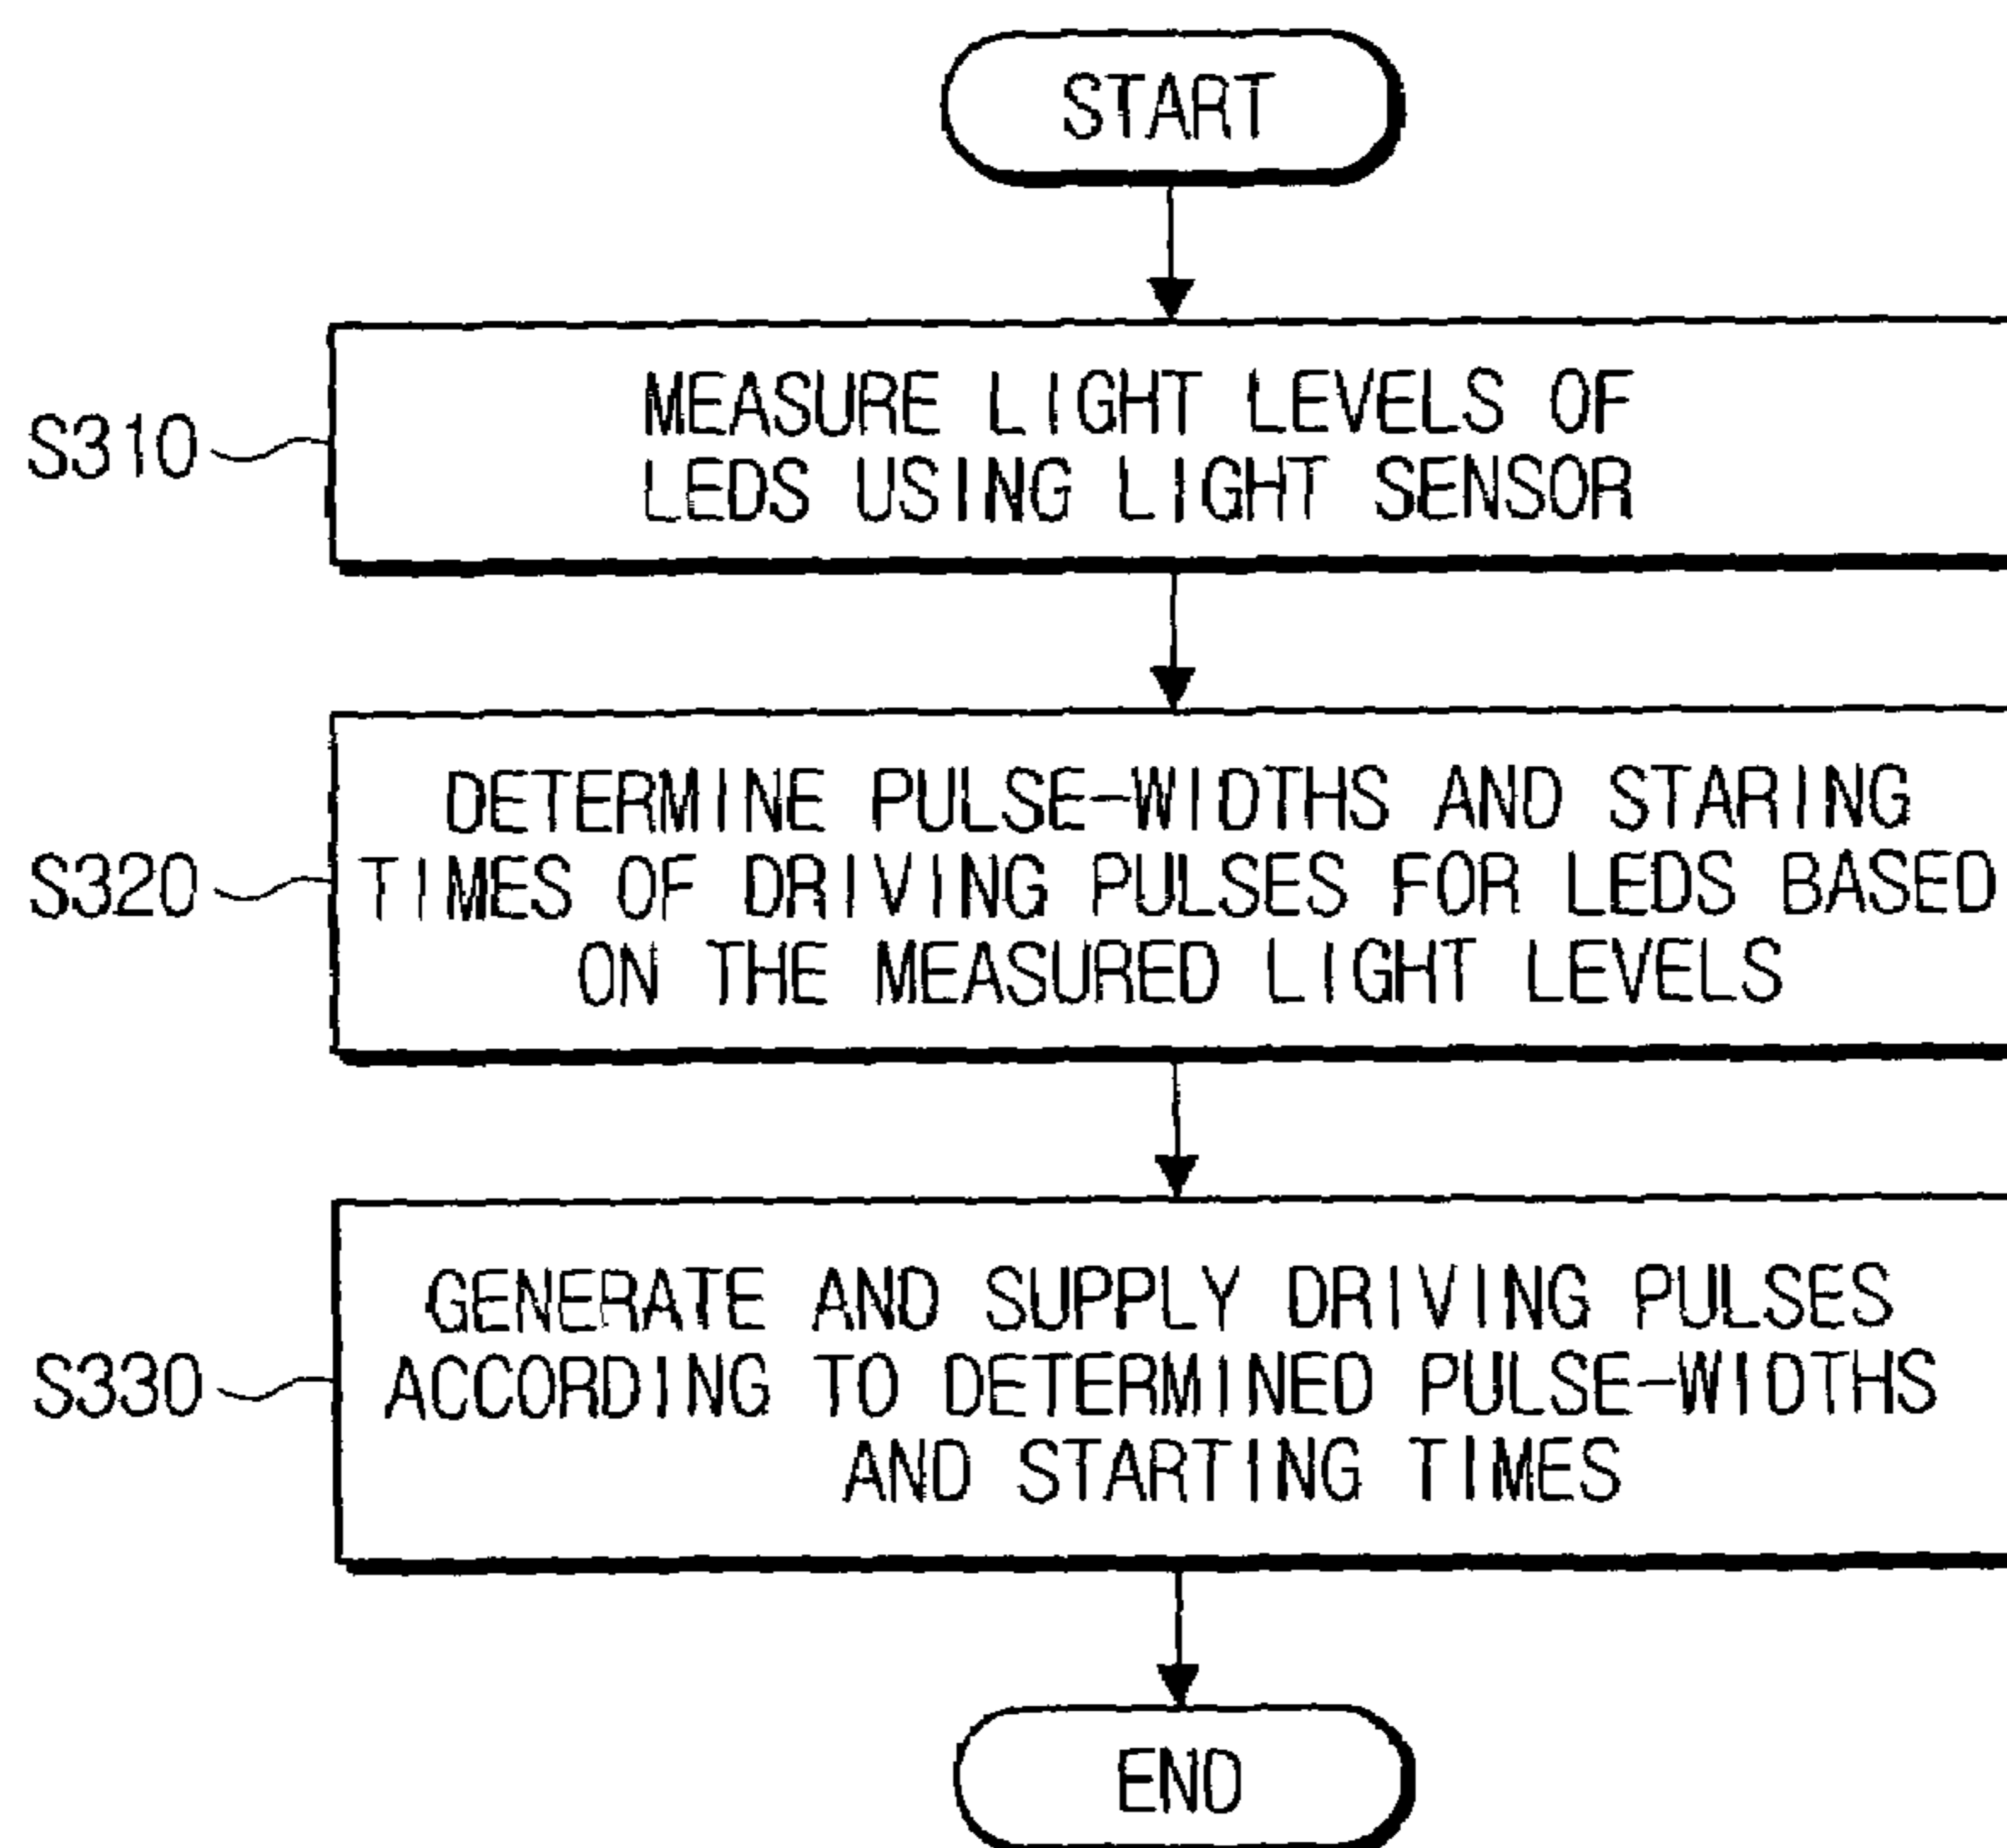 START
S310
MEASURE LIGHT LEVELS OF
LEDS USING LIGHT SENSOR
S320
DETERMINE PULSE-WIDTHS AND STARING
TIMES OF DRIVING PULSES FOR LEDS BASED
ON THE MEASURED LIGHT LEVELS
S330
GENERATE AND SUPPLY DRIVING PULSES
ACCORDING TO DETERMINED PULSE-WIDTHS
AND STARTING TIMES
END